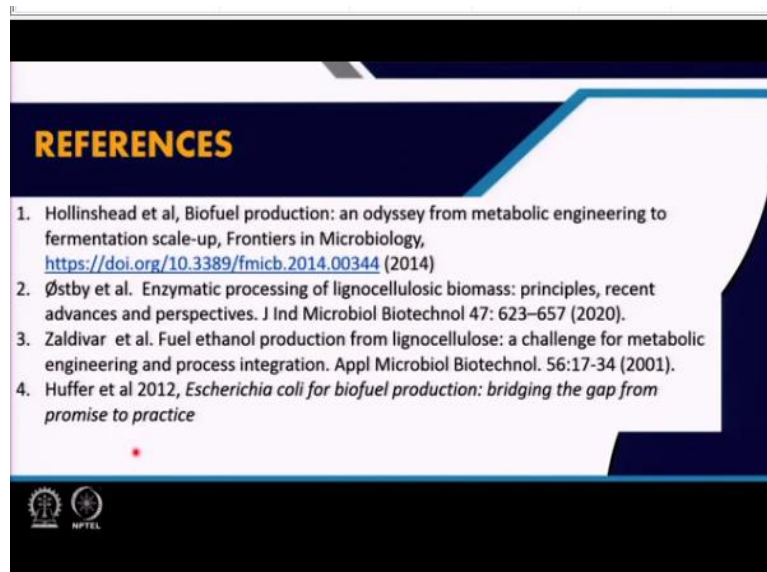 REFERENCES
1. Hollinshead et al, Biofuel production: an odyssey from metabolic engineering to
fermentation scale-up, Frontiers in Microbiology,
https://doi.org/10.3389/fmicb.2014.00344 (2014)
2. Østby et al. Enzymatic processing of lignocellulosic biomass: principles, recent
advances and perspectives. J Ind Microbiol Biotechnol 47: 623–657 (2020).
3. Zaldivar et al. Fuel ethanol production from lignocellulose: a challenge for metabolic
engineering and process integration. Appl Microbiol Biotechnol. 56:17-34 (2001).
4. Huffer et al 2012, Escherichia coli for biofuel production: bridging the gap from
promise to practice
NPTEL